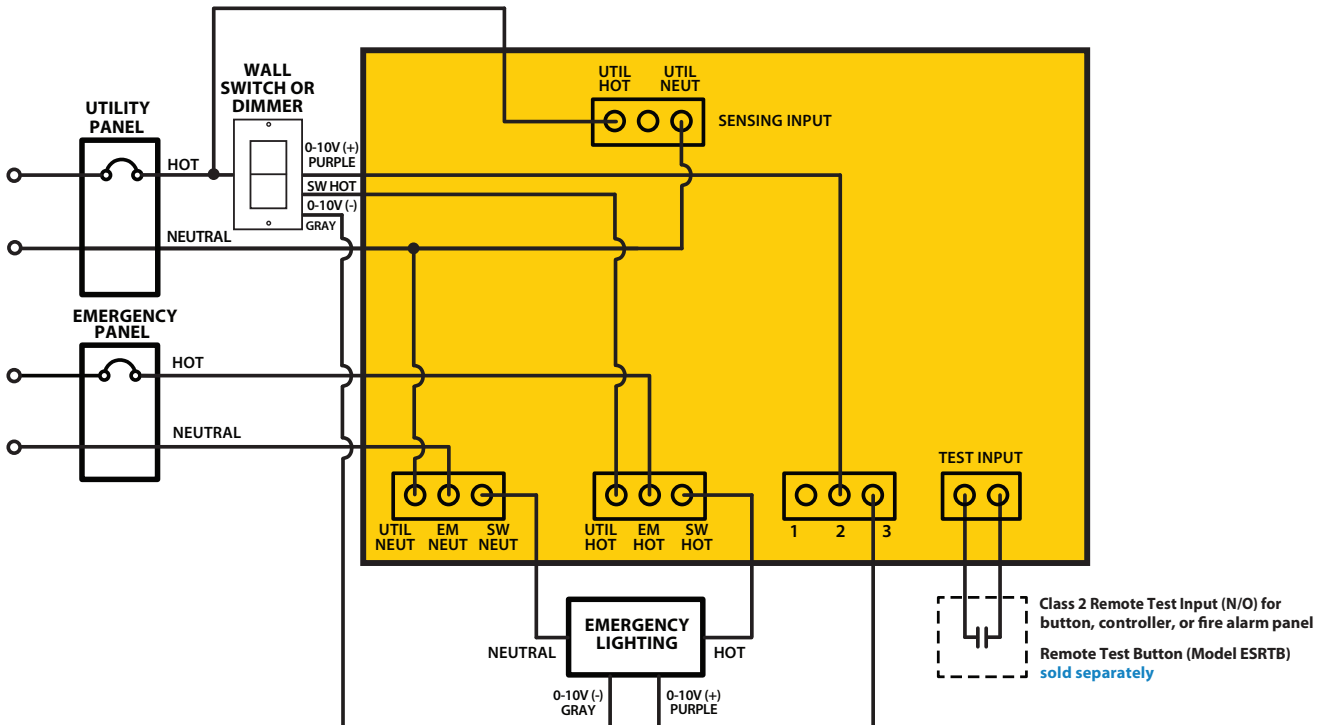 WALL
SWITCH OR
DIMMER
UTILITY
PANEL
HOT
0-10V (+)
PURPLE
SW HOT
0-10V (-)
GRAY
NEUTRAL
UTIL
HOT
UTIL
NEUT
SENSING INPUT
EMERGENCY
PANEL
HOT
NEUTRAL
UTIL
NEUT
EM
NEUT
SW
NEUT
UTIL
HOT
EM
HOT
SW
HOT
1
2
3
TEST INPUT
EMERGENCY
LIGHTING
NEUTRAL
HOT
0-10V (-)
GRAY
0-10V (+)
PURPLE
Class 2 Remote Test Input (N/O) for
button, controller, or fire alarm panel
Remote Test Button (Model ESRTB)
sold separately